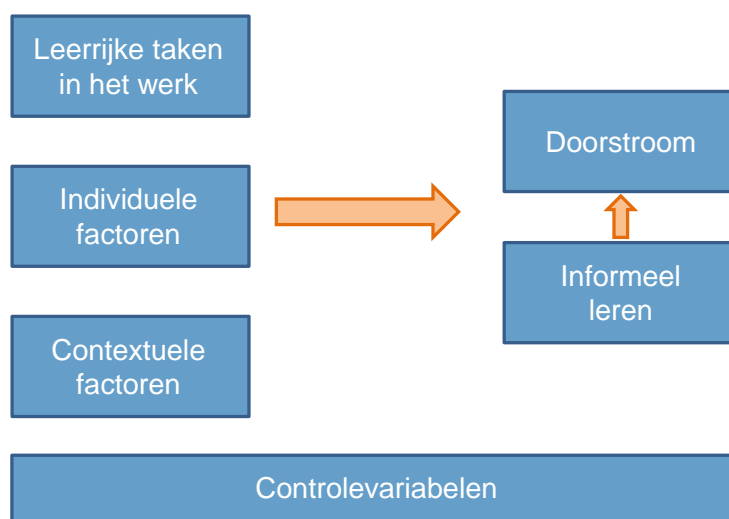 Leerrijke taken
in het werk
Individuele
factoren
Contextuele
factoren
Doorstroom
Informeel
leren
Controlevariabelen